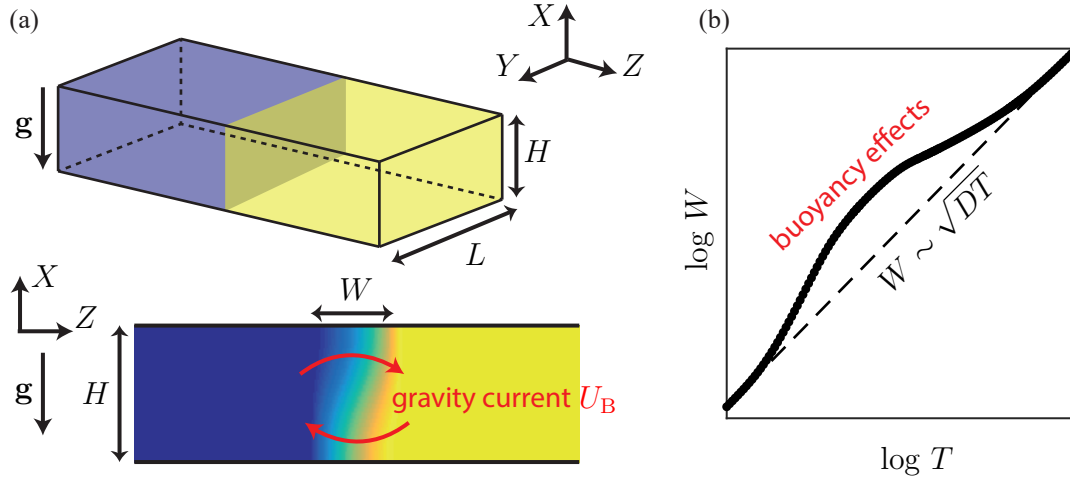 (a)
X
Y
Z
g
H
L
X
Z
g
W
H
gravity current U_B
(b)
log W
buoyancy effects
W ∼ √DT
log T